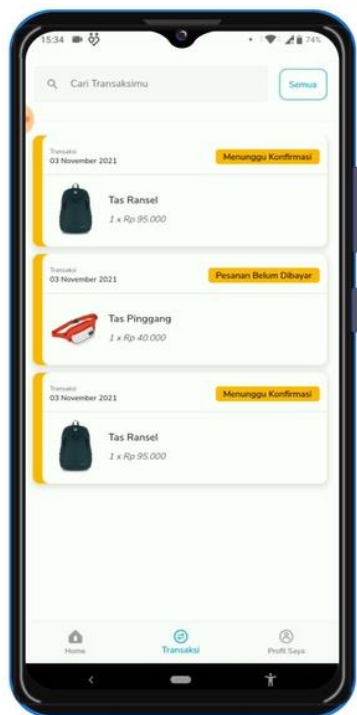 15:34
74%
Cari Transaksimu
Semua
Transaksi
03 November 2021
Menunggu Konfirmasi
Tas Ransel
1 x Rp 95.000
Transaksi
03 November 2021
Pesanan Belum Dibayar
Tas Pinggang
1 x Rp 40.000
Transaksi
03 November 2021
Menunggu Konfirmasi
Tas Ransel
1 x Rp 95.000
Home
Transaksi
Profil Saya